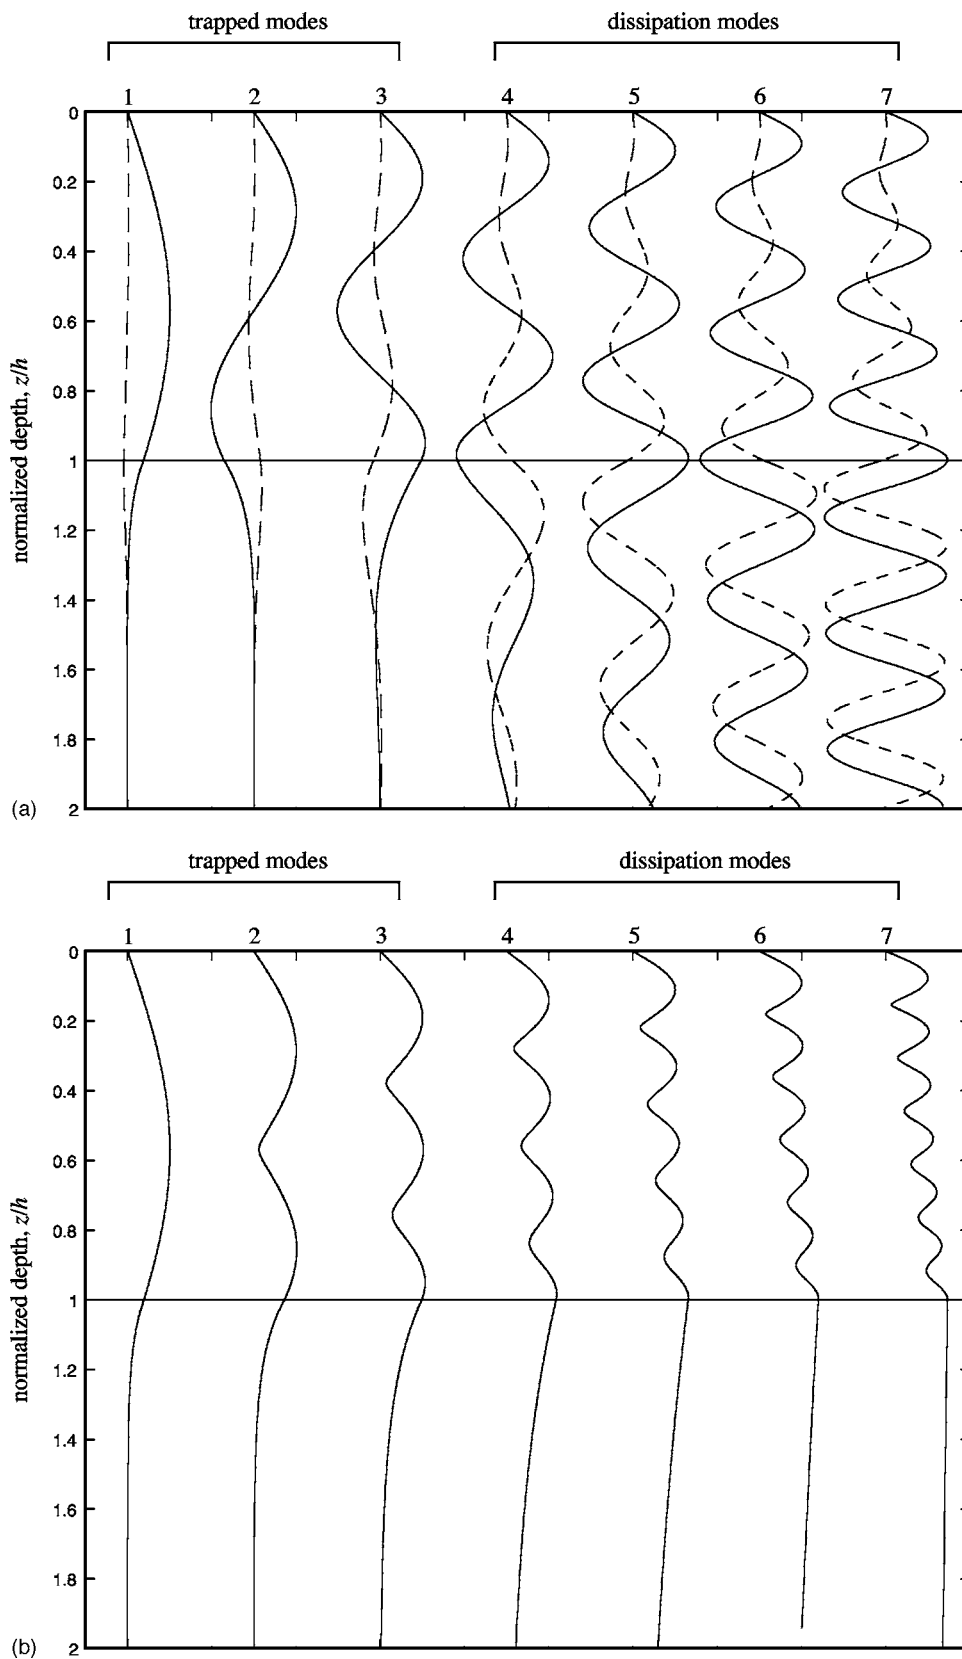 trapped modes
dissipation modes
1 2 3 4 5 6 7
0
0.2
0.4
0.6
0.8
1
1.2
1.4
1.6
1.8
2
normalized depth, z/h
(a)
trapped modes
dissipation modes
1 2 3 4 5 6 7
0
0.2
0.4
0.6
0.8
1
1.2
1.4
1.6
1.8
2
normalized depth, z/h
(b)